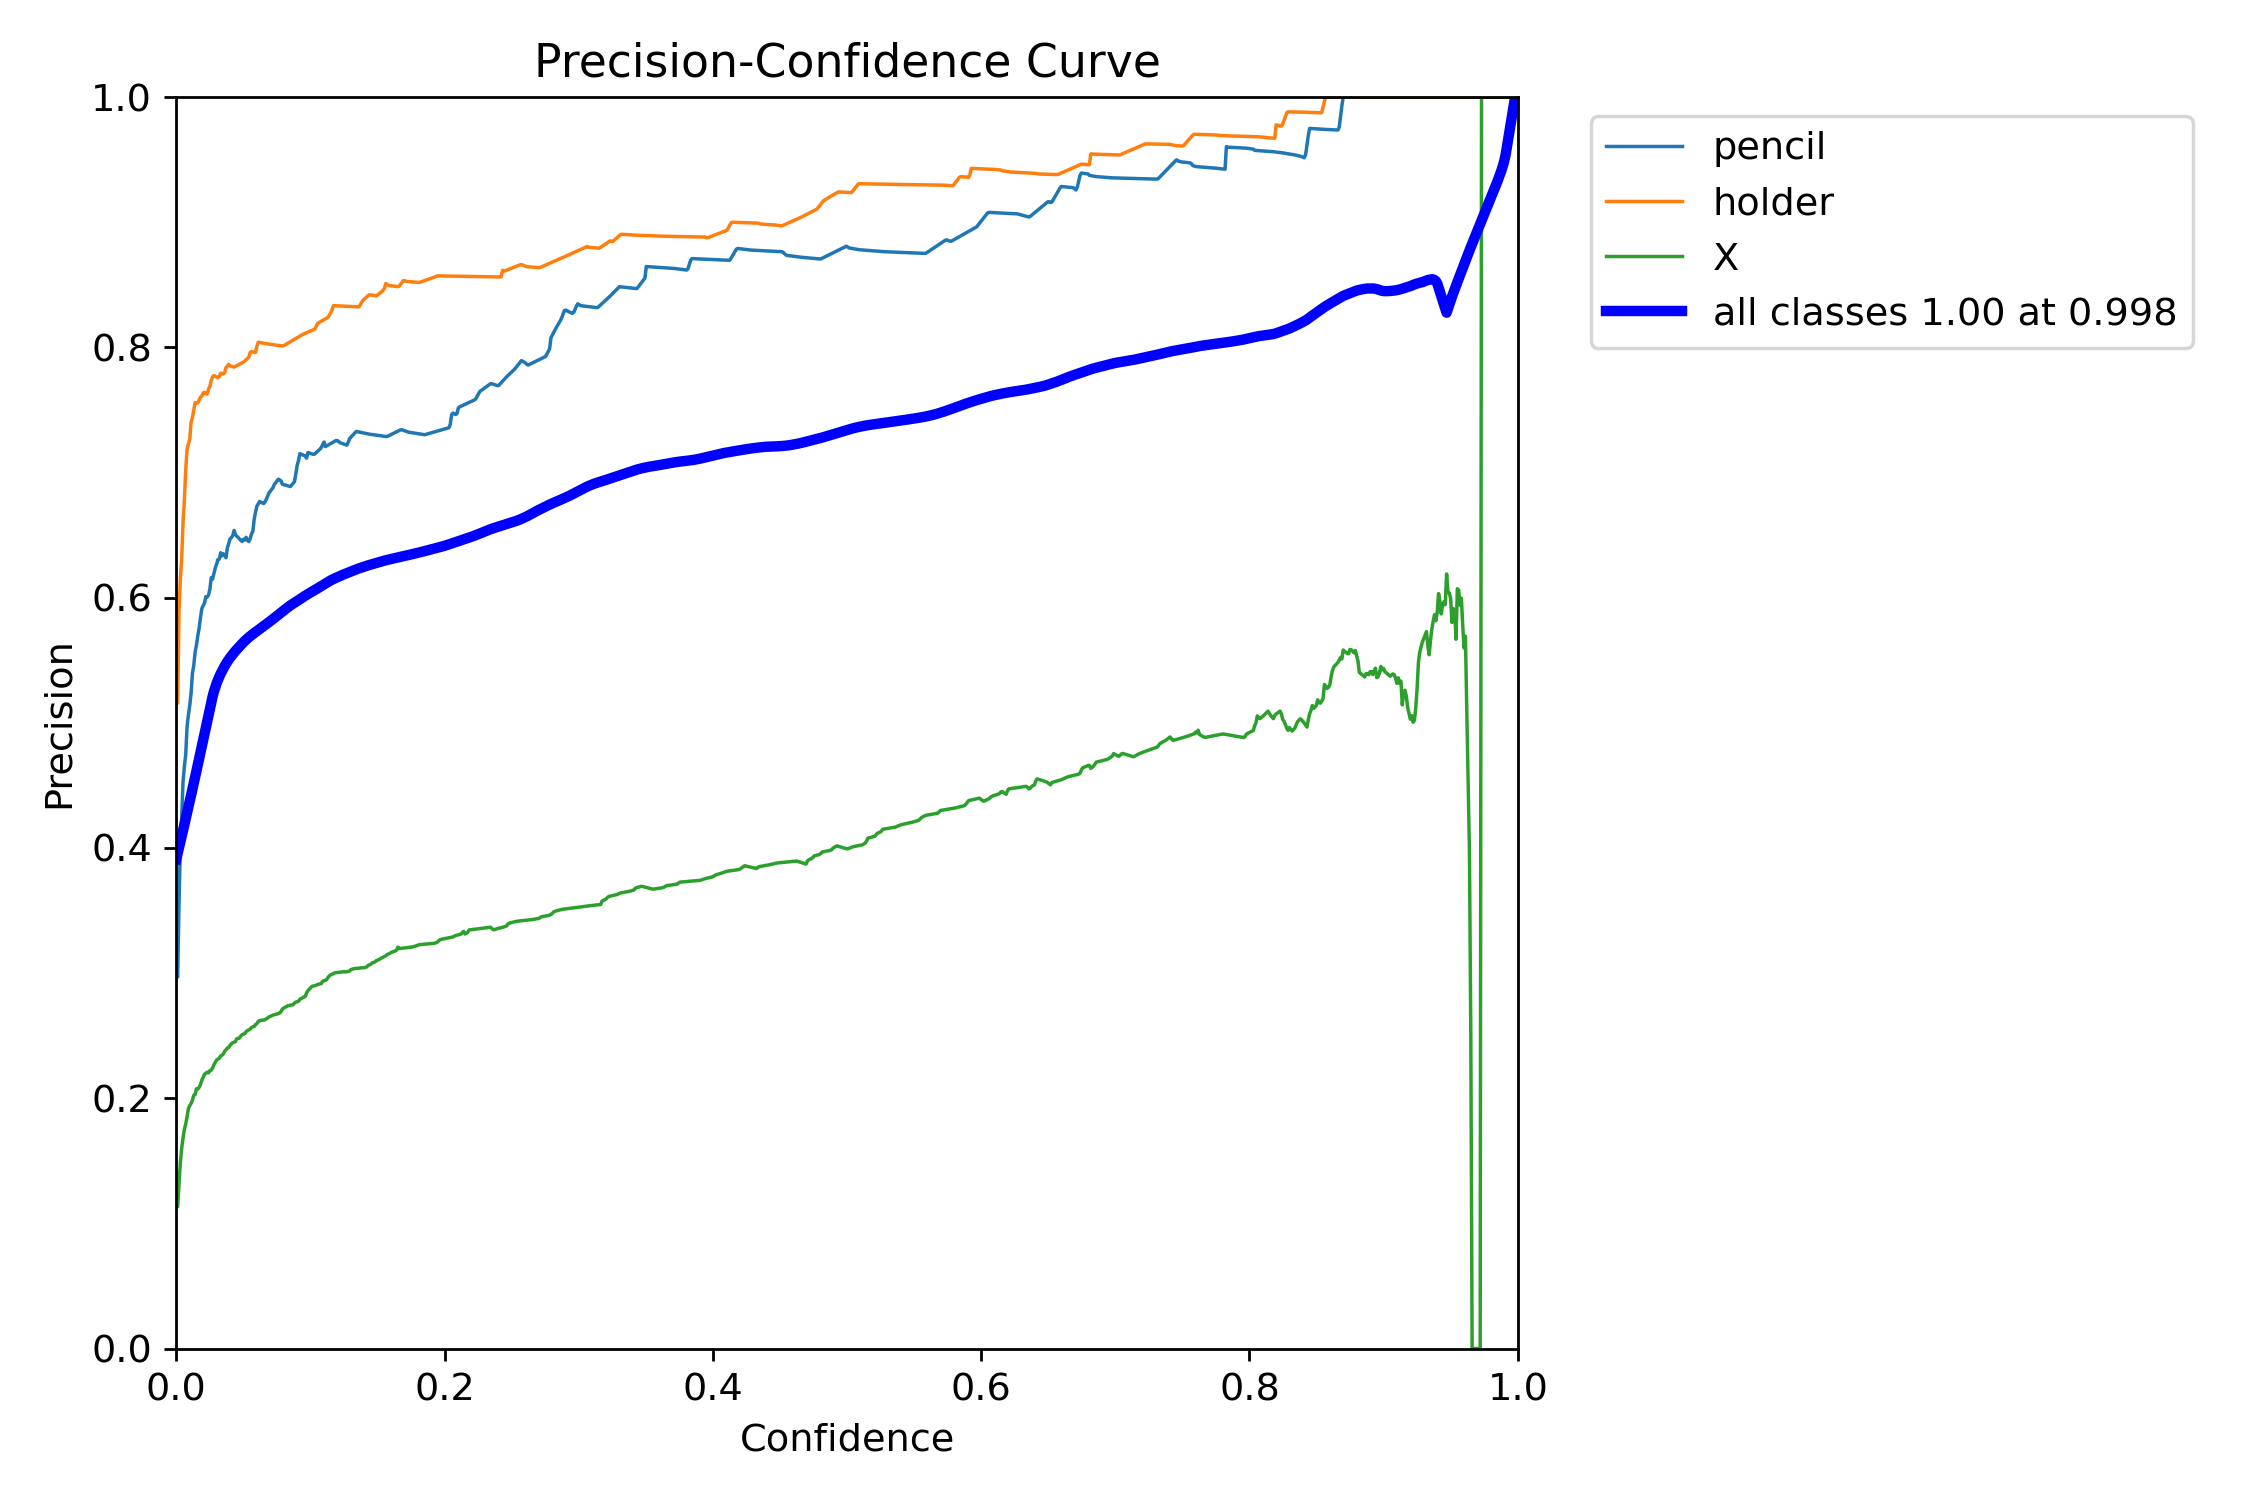 Precision-Confidence Curve
1.0
0.8
0.6
0.4
0.2
0.0
Precision
0.0 0.2 0.4 0.6 0.8 1.0
Confidence
pencil
holder
X
all classes 1.00 at 0.998